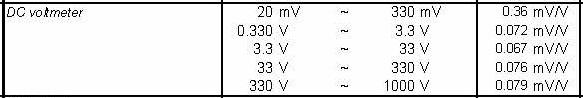 DC voltmeter 20 mV ~ 330 mV 0.36 mV/V
0.330 V ~ 3.3 V 0.072 mV/V
3.3 V ~ 33 V 0.067 mV/V
33 V ~ 330 V 0.076 mV/V
330 V ~ 1000 V 0.079 mV/V